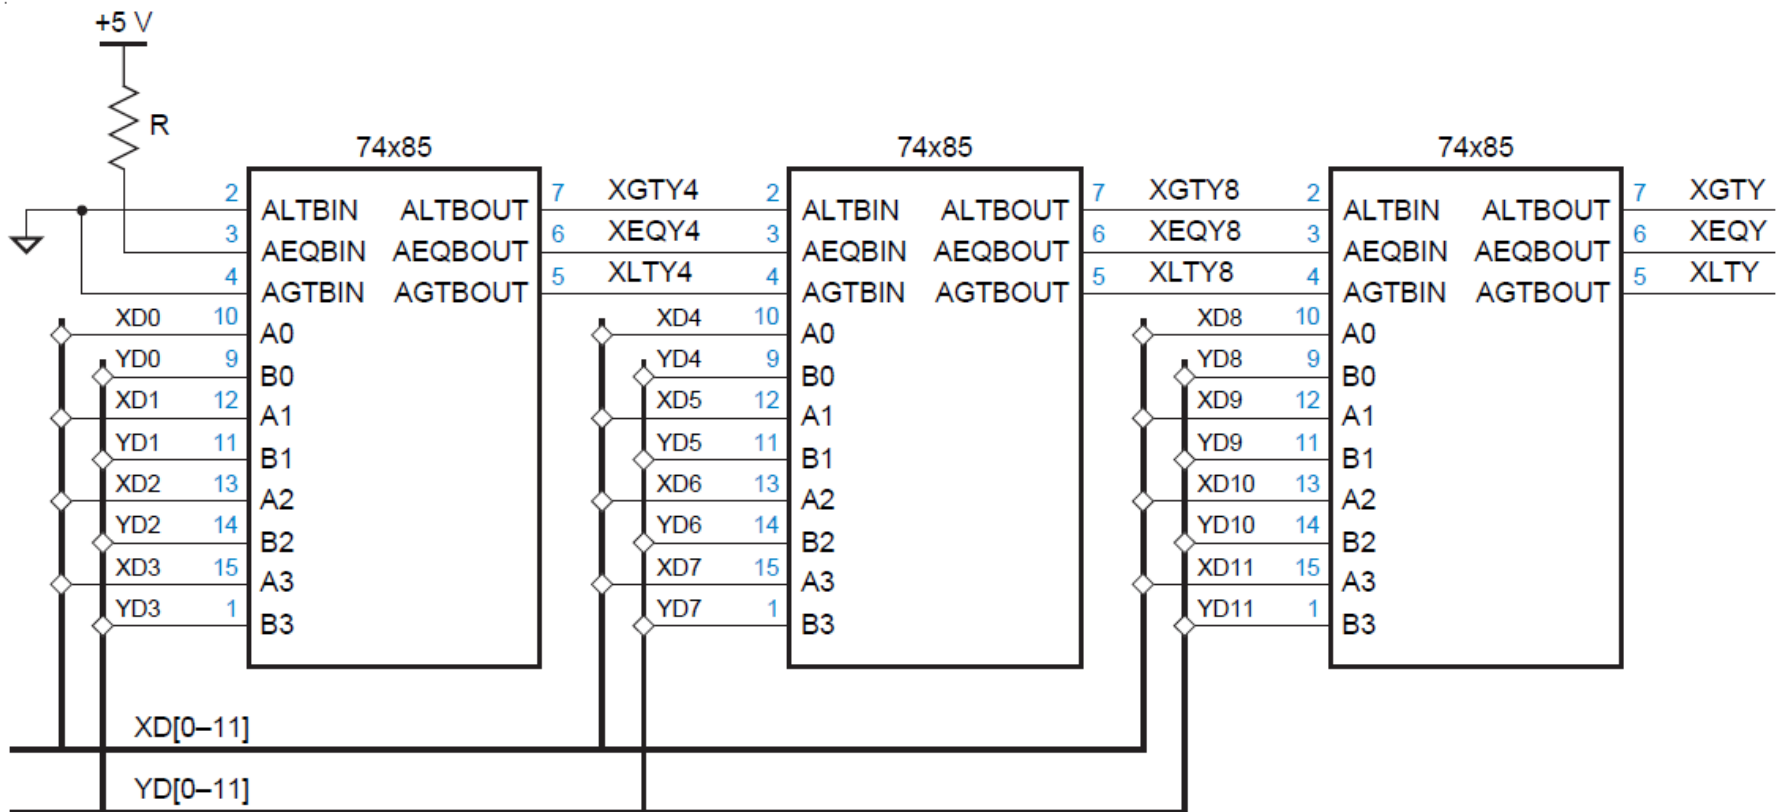 +5 V
R
74x85 74x85 74x85
2 ALTBIN ALTBOUT 7 XGTY4 2 ALTBIN ALTBOUT 7 XGTY8 2 ALTBIN ALTBOUT 7 XGTY
3 AEQBIN AEQBOUT 6 XEQY4 3 AEQBIN AEQBOUT 6 XEQY8 3 AEQBIN AEQBOUT 6 XEQY
4 AGTBIN AGTBOUT 5 XLTY4 4 AGTBIN AGTBOUT 5 XLTY8 4 AGTBIN AGTBOUT 5 XLTY
XD0 10 A0 XD4 10 A0 XD8 10 A0
YD0 9 B0 YD4 9 B0 YD8 9 B0
XD1 12 A1 XD5 12 A1 XD9 12 A1
YD1 11 B1 YD5 11 B1 YD9 11 B1
XD2 13 A2 XD6 13 A2 XD10 13 A2
YD2 14 B2 YD6 14 B2 YD10 14 B2
XD3 15 A3 XD7 15 A3 XD11 15 A3
YD3 1 B3 YD7 1 B3 YD11 1 B3
XD[0–11]
YD[0–11]